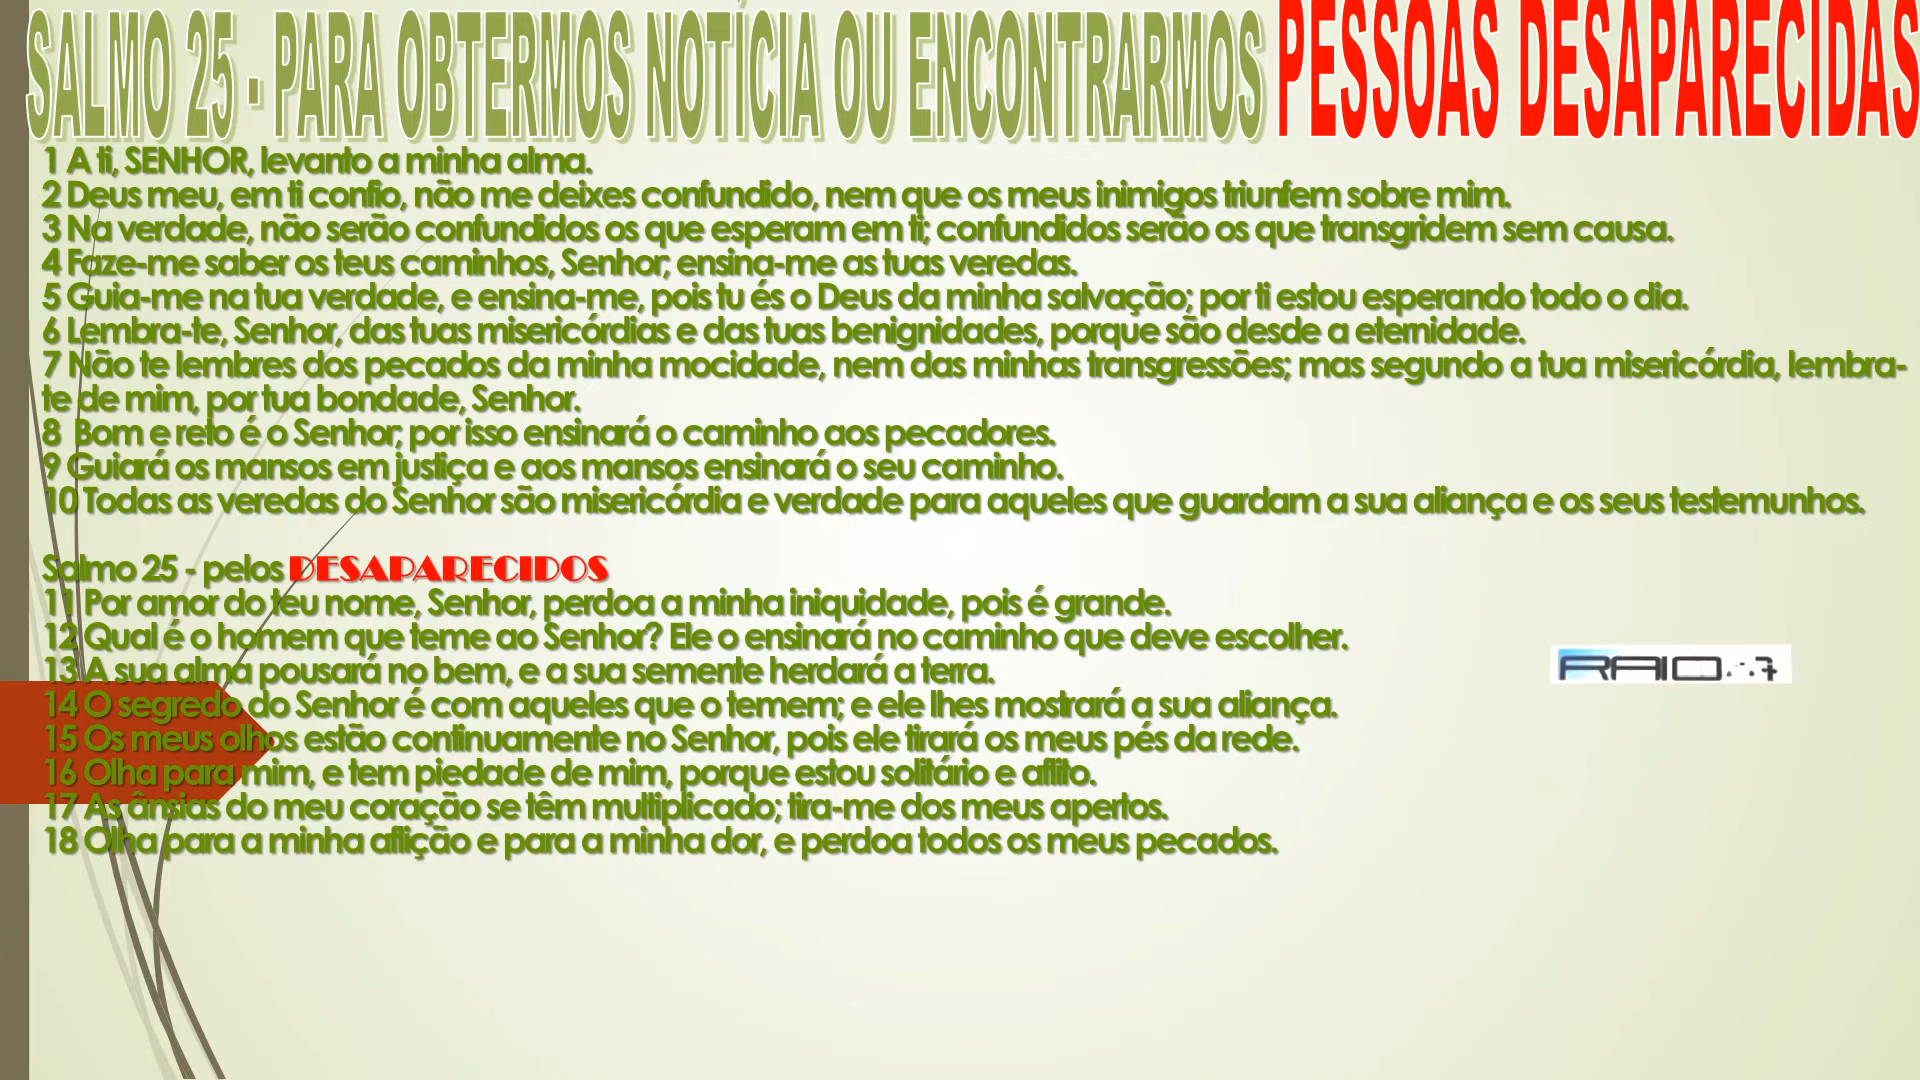 SALMO 25 - PARA OBTERMOS NOTÍCIA OU ENCONTRARMOS PESSOAS DESAPARECIDAS
1 A ti, SENHOR, levanto a minha alma.
2 Deus meu, em ti confio, não me deixes confundido, nem que os meus inimigos triunfem sobre mim.
3 Na verdade, não serão confundidos os que esperam em ti; confundidos serão os que transgridem sem causa.
4 Faze-me saber os teus caminhos, Senhor; ensina-me as tuas veredas.
5 Guia-me na tua verdade, e ensina-me, pois tu és o Deus da minha salvação; por ti estou esperando todo o dia.
6 Lembra-te, Senhor, das tuas misericórdias e das tuas benignidades, porque são desde a eternidade.
7 Não te lembres dos pecados da minha mocidade, nem das minhas transgressões; mas segundo a tua misericórdia, lembra-
te de mim, por tua bondade, Senhor.
8 Bom e reto é o Senhor; por isso ensinará o caminho aos pecadores.
9 Guiará os mansos em justiça e aos mansos ensinará o seu caminho.
10 Todas as veredas do Senhor são misericórdia e verdade para aqueles que guardam a sua aliança e os seus testemunhos.
Salmo 25 - pelos DESAPARECIDOS
11 Por amor do teu nome, Senhor, perdoa a minha iniquidade, pois é grande.
12 Qual é o homem que teme ao Senhor? Ele o ensinará no caminho que deve escolher.
13 A sua alma pousará no bem, e a sua semente herdará a terra.
14 O segredo do Senhor é com aqueles que o temem; e ele lhes mostrará a sua aliança.
15 Os meus olhos estão continuamente no Senhor, pois ele tirará os meus pés da rede.
16 Olha para mim, e tem piedade de mim, porque estou solitário e aflito.
17 As ânsias do meu coração se têm multiplicado; tira-me dos meus apertos.
18 Olha para a minha aflição e para a minha dor, e perdoa todos os meus pecados.
RAIO